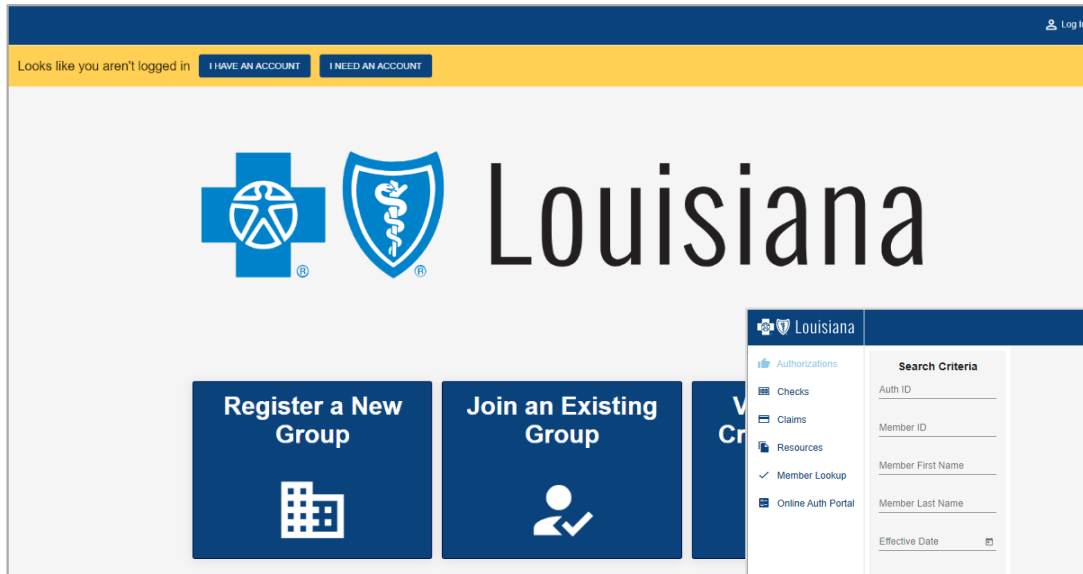 Log In
Looks like you aren't logged in
I HAVE AN ACCOUNT
I NEED AN ACCOUNT
® ® Louisiana
Register a New
Group
Join an Existing
Group
Louisiana
Authorizations
Checks
Claims
Resources
Member Lookup
Online Auth Portal
Search Criteria
Auth ID
Member ID
Member First Name
Member Last Name
Effective Date